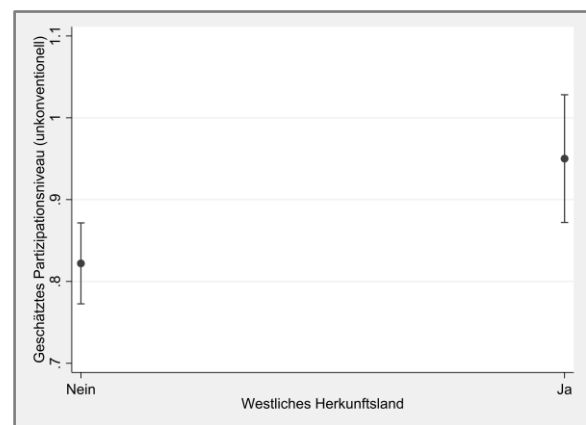 Geschätztes Partizipationsniveau (unkonventionell)
1.1
1
.9
.8
.7
Nein
Ja
Westliches Herkunftsland